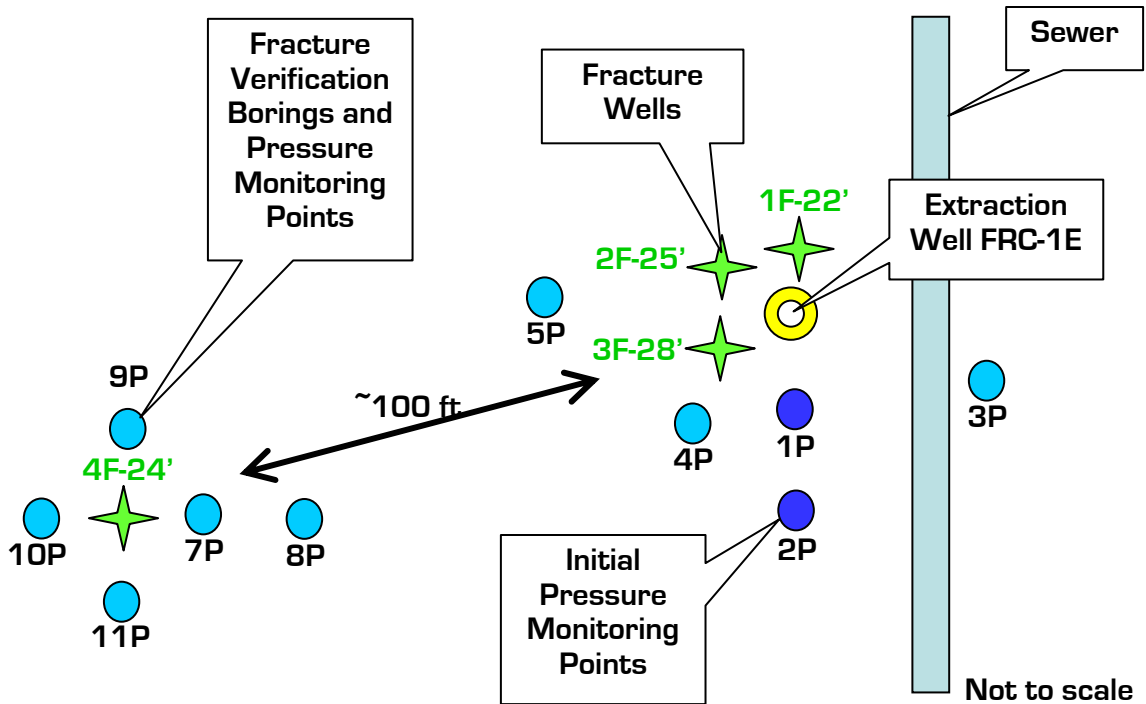 Fracture
Verification
Borings and
Pressure
Monitoring
Points
Fracture
Wells
Sewer
1F-22’
Extraction
Well FRC-1E
2F-25’
5P
3F-28’
9P
~100 ft
3P
4P
1P
4F-24’
10P
7P
8P
2P
11P
Initial
Pressure
Monitoring
Points
Not to scale